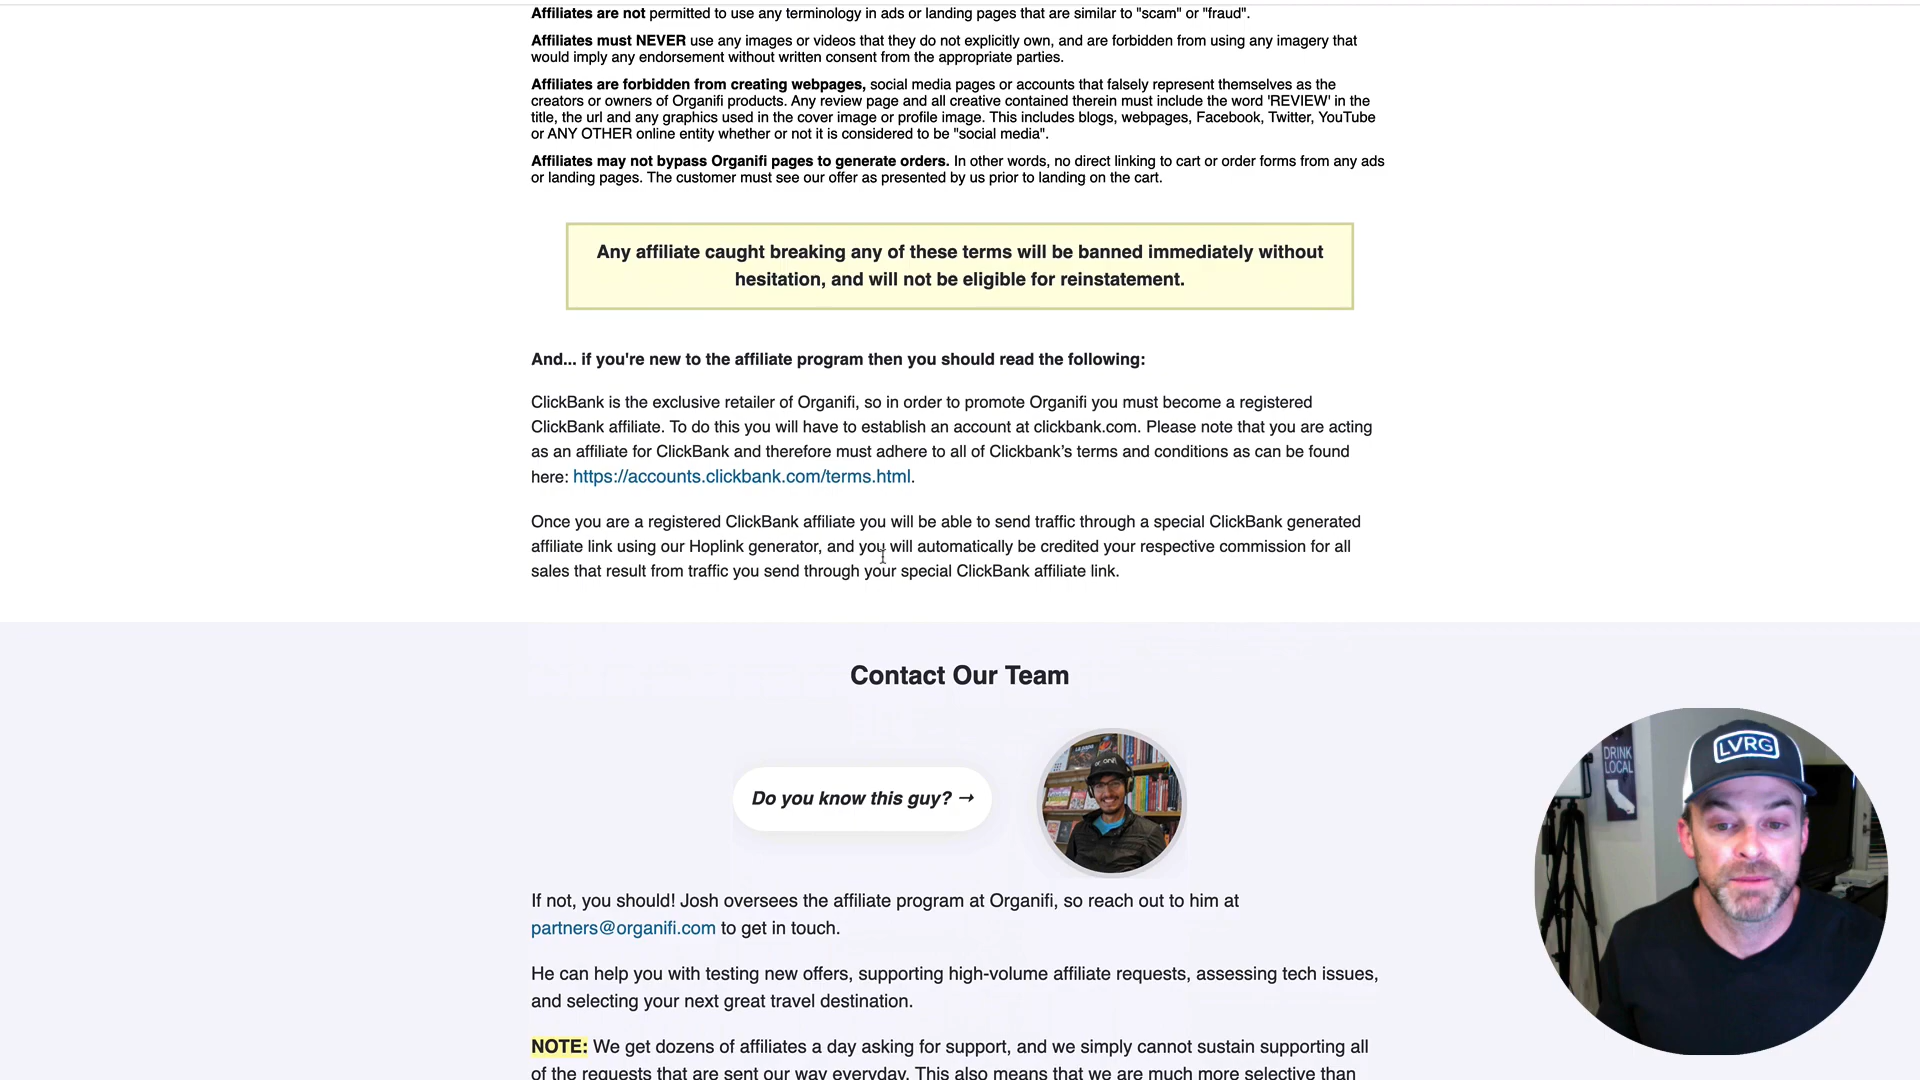 Affiliates are not permitted to use any terminology in ads or landing pages that are similar to "scam" or "fraud".
Affiliates must NEVER use any images or videos that they do not explicitly own, and are forbidden from using any imagery that
would imply any endorsement without written consent from the appropriate parties.
Affiliates are forbidden from creating webpages, social media pages or accounts that falsely represent themselves as the
creators or owners of Organifi products. Any review page and all creative contained therein must include the word 'REVIEW' in the
title, the url and any graphics used in the cover image or profile image. This includes blogs, webpages, Facebook, Twitter, YouTube
or ANY OTHER online entity whether or not it is considered to be "social media".
Affiliates may not bypass Organifi pages to generate orders. In other words, no direct linking to cart or order forms from any ads
or landing pages. The customer must see our offer as presented by us prior to landing on the cart.
Any affiliate caught breaking any of these terms will be banned immediately without
hesitation, and will not be eligible for reinstatement.
And... if you're new to the affiliate program then you should read the following:
ClickBank is the exclusive retailer of Organifi, so in order to promote Organifi you must become a registered
ClickBank affiliate. To do this you will have to establish an account at clickbank.com. Please note that you are acting
as an affiliate for ClickBank and therefore must adhere to all of Clickbank’s terms and conditions as can be found
here: https://accounts.clickbank.com/terms.html.
Once you are a registered ClickBank affiliate you will be able to send traffic through a special ClickBank generated
affiliate link using our Hoplink generator, and you will automatically be credited your respective commission for all
sales that result from traffic you send through your special ClickBank affiliate link.
Contact Our Team
Do you know this guy? →
If not, you should! Josh oversees the affiliate program at Organifi, so reach out to him at
partners@organifi.com to get in touch.
He can help you with testing new offers, supporting high-volume affiliate requests, assessing tech issues,
and selecting your next great travel destination.
NOTE: We get dozens of affiliates a day asking for support, and we simply cannot sustain supporting all
of the requests that are sent our way everyday. This also means that we are much more selective than
DRINK
LOCAL
LVRG